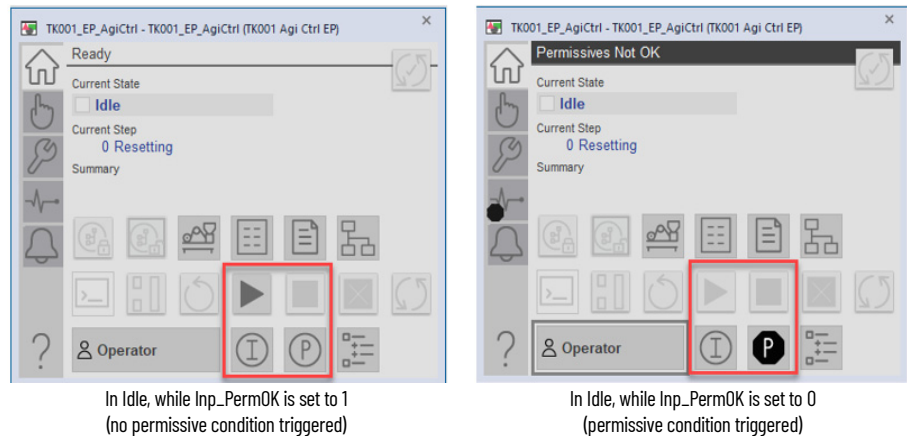 TK001_EP_AgiCtrl - TK001_EP_AgiCtrl (TK001 Agi Ctrl EP)
Ready
Current State
Idle
Current Step
0 Resetting
Summary
Operator
I
P
?
In Idle, while Inp_PermOK is set to 1
(no permissive condition triggered)
TK001_EP_AgiCtrl - TK001_EP_AgiCtrl (TK001 Agi Ctrl EP)
Permissives Not OK
Current State
Idle
Current Step
0 Resetting
Summary
Operator
I
P
?
In Idle, while Inp_PermOK is set to 0
(permissive condition triggered)